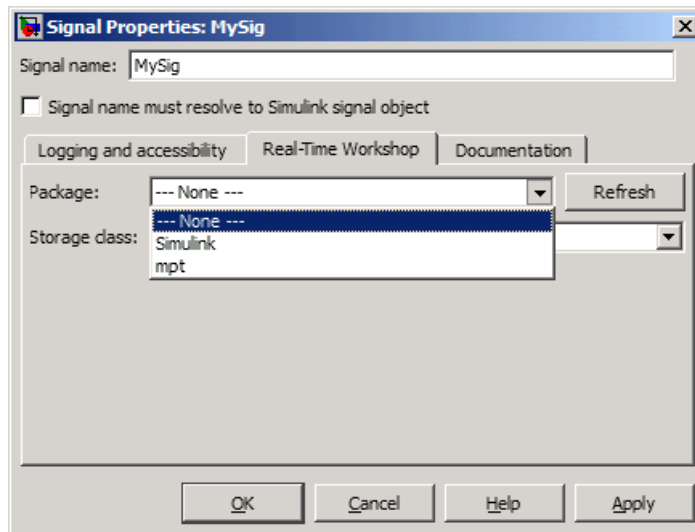 Signal Properties: MySig
Signal name: MySig
Signal name must resolve to Simulink signal object
Logging and accessibility Real-Time Workshop Documentation
Package: --- None --- Refresh
--- None ---
Storage class: Simulink
mpt
OK Cancel Help Apply